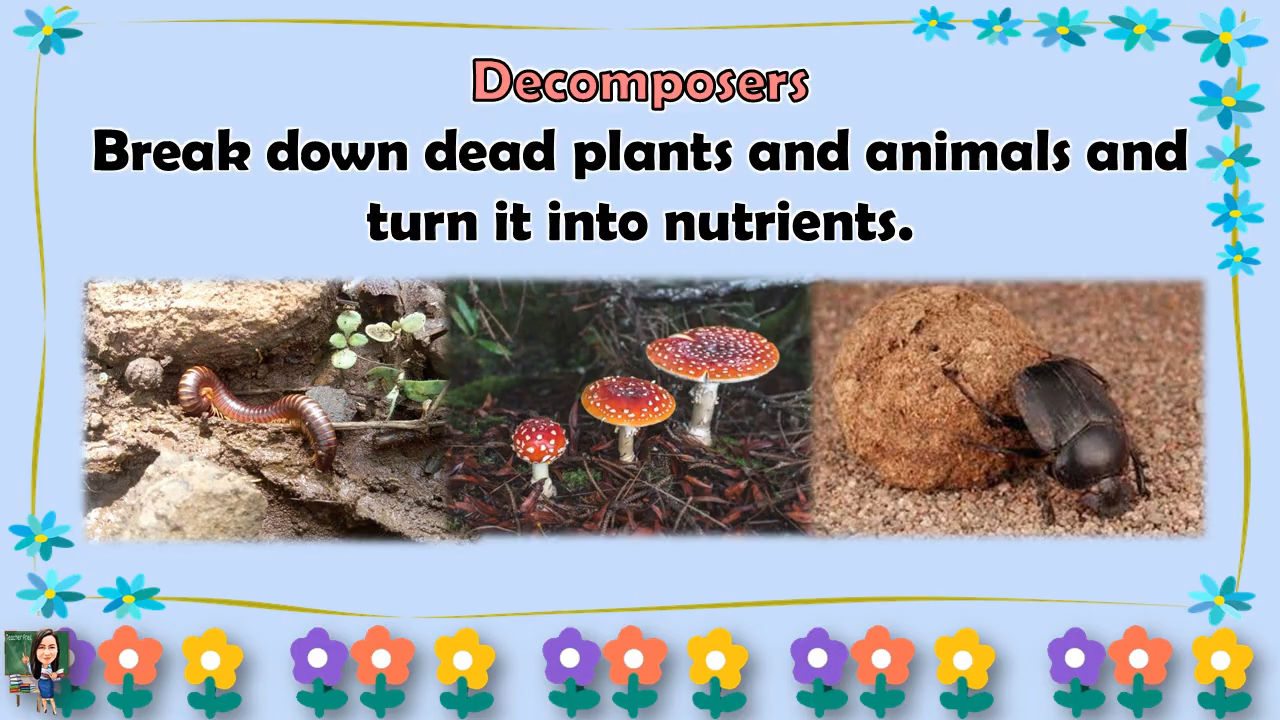 Decomposers
Break down dead plants and animals and
turn it into nutrients.